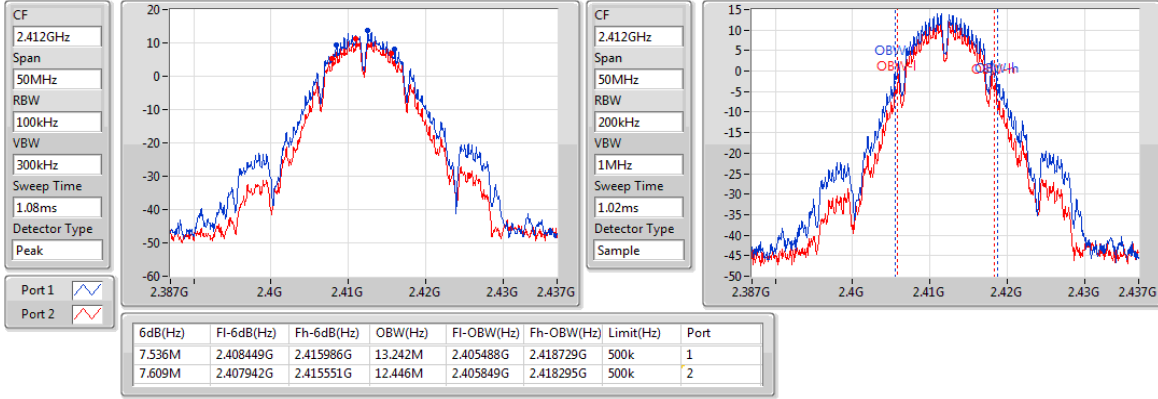 CF
2.412GHz
Span
50MHz
RBW
100kHz
VBW
300kHz
Sweep Time
1.08ms
Detector Type
Peak
Port 1
Port 2
20
10
0
-10
-20
-30
-40
-50
-60
2.387G 2.4G 2.41G 2.42G 2.43G 2.437G
CF
2.412GHz
Span
50MHz
RBW
200kHz
VBW
1MHz
Sweep Time
1.02ms
Detector Type
Sample
15
10
5
0
-5
-10
-15
-20
-25
-30
-35
-40
-45
-50
2.387G 2.4G 2.41G 2.42G 2.43G 2.437G
6dB(Hz) Fl-6dB(Hz) Fh-6dB(Hz) OBW(Hz) Fl-OBW(Hz) Fh-OBW(Hz) Limit(Hz) Port
7.536M 2.408449G 2.415986G 13.242M 2.405488G 2.418729G 500k 1
7.609M 2.407942G 2.415551G 12.446M 2.405849G 2.418295G 500k 2